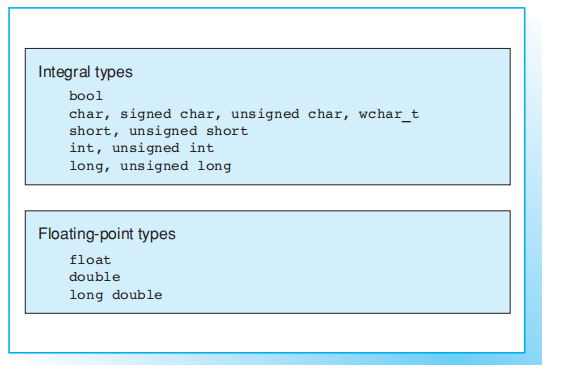 Integral types
bool
char, signed char, unsigned char, wchar_t
short, unsigned short
int, unsigned int
long, unsigned long
Floating-point types
float
double
long double